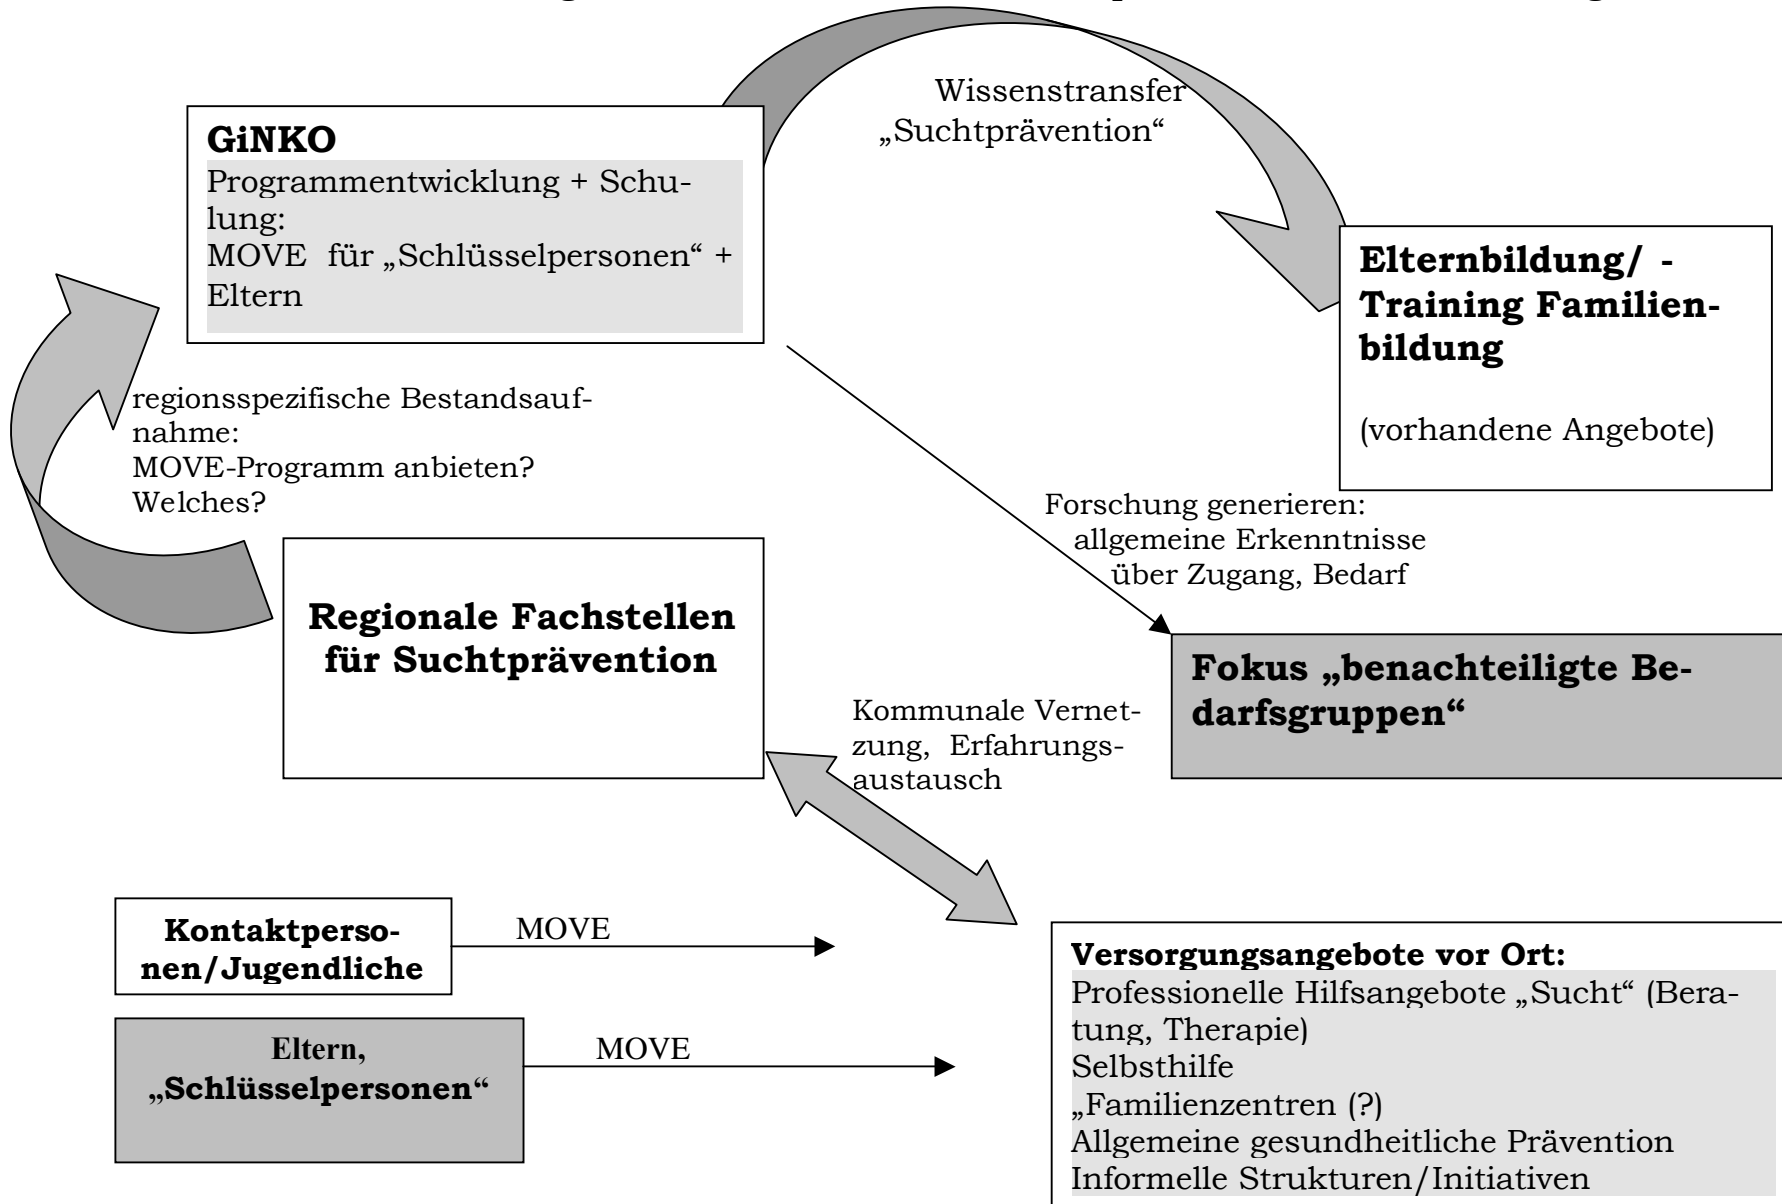 Wissenstransfer
„Suchtprävention“
GiNKO
Programmentwicklung + Schu-
lung:
MOVE für „Schlüsselpersonen“ +
Eltern
Elternbildung/ -
Training Familien-
bildung
(vorhandene Angebote)
regionsspezifische Bestandsauf-
nahme:
MOVE-Programm anbieten?
Welches?
Forschung generieren:
allgemeine Erkenntnisse
über Zugang, Bedarf
Regionale Fachstellen
für Suchtprävention
Fokus „benachteiligte Be-
darfsgruppen“
Kommunale Vernet-
zung, Erfahrungs-
austausch
Kontaktperso-
nen/Jugendliche
MOVE
Eltern,
„Schlüsselpersonen“
MOVE
Versorgungsangebote vor Ort:
Professionelle Hilfsangebote „Sucht“ (Bera-
tung, Therapie)
Selbsthilfe
„Familienzentren (?)
Allgemeine gesundheitliche Prävention
Informelle Strukturen/Initiativen